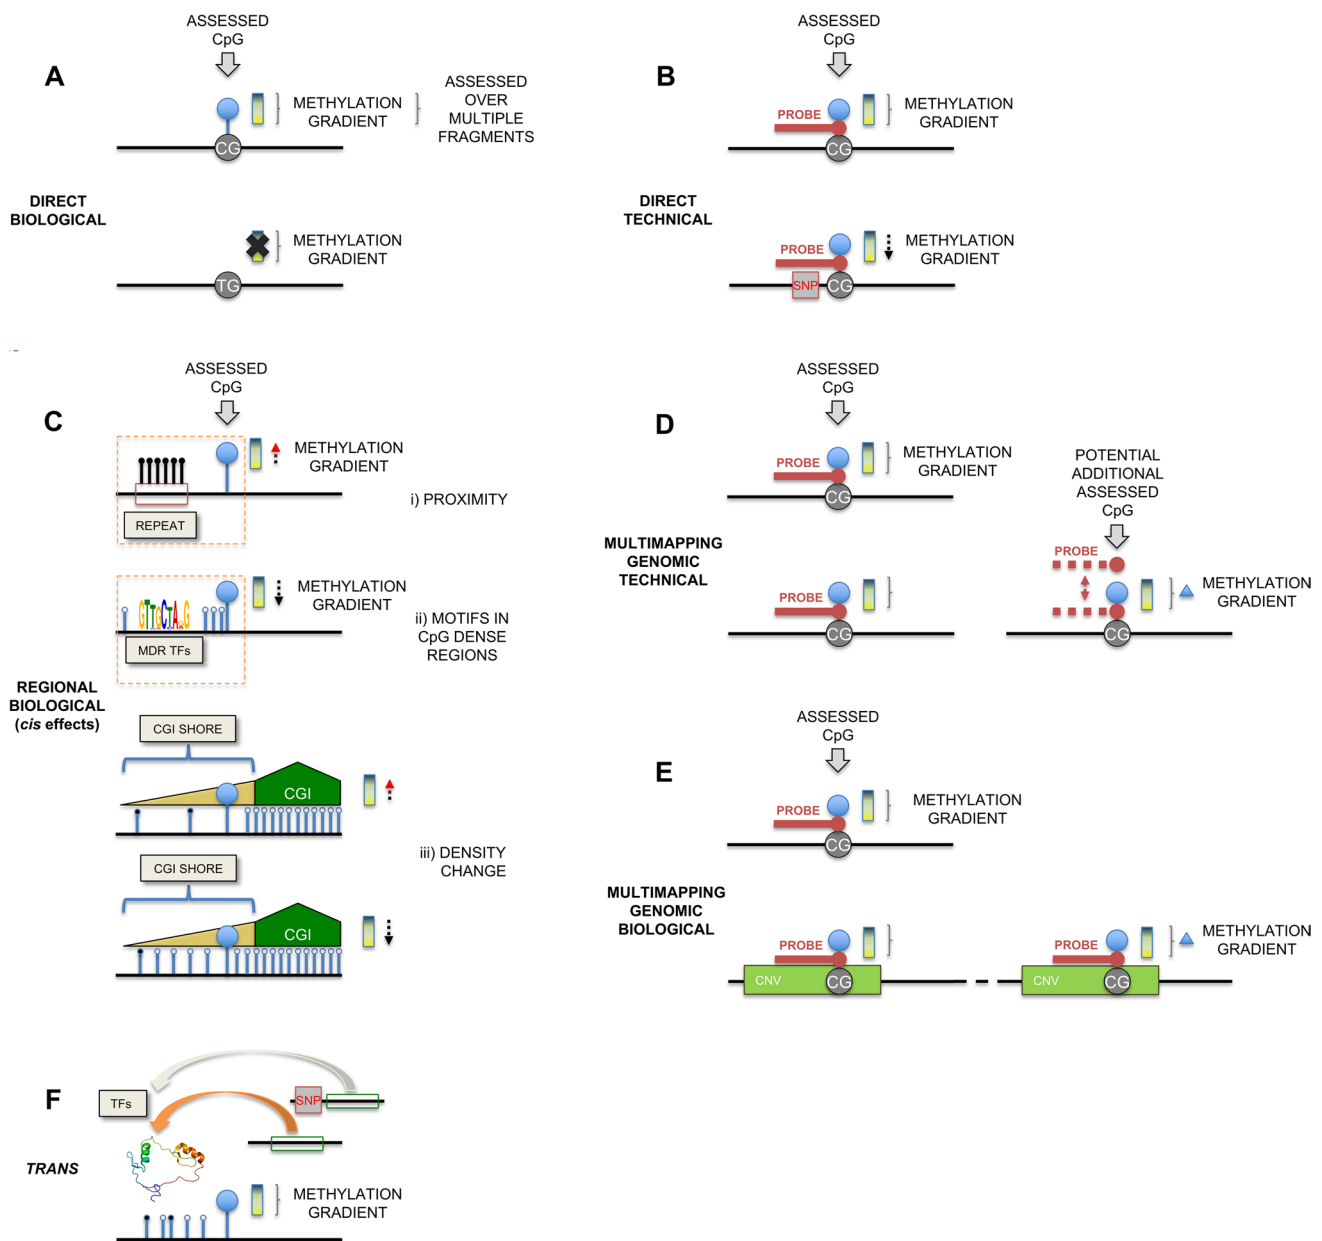 ASSESSED
CpG
A
METHYLATION
GRADIENT
ASSESSED
OVER
MULTIPLE
FRAGMENTS
CG
DIRECT
BIOLOGICAL
METHYLATION
GRADIENT
TG
ASSESSED
CpG
B
PROBE
METHYLATION
GRADIENT
CG
DIRECT
TECHNICAL
PROBE
METHYLATION
GRADIENT
SNP
CG
ASSESSED
CpG
C
METHYLATION
GRADIENT
i) PROXIMITY
REPEAT
METHYLATION
GRADIENT
ii) MOTIFS IN
CpG DENSE
REGIONS
MDR TFs
REGIONAL
BIOLOGICAL
(cis effects)
CGI SHORE
CGI
iii) DENSITY
CHANGE
CGI SHORE
CGI
ASSESSED
CpG
D
PROBE
METHYLATION
GRADIENT
CG
POTENTIAL
ADDITIONAL
ASSESSED
CpG
MULTIMAPPING
GENOMIC
TECHNICAL
PROBE
CG
PROBE
METHYLATION
GRADIENT
CG
ASSESSED
CpG
E
PROBE
METHYLATION
GRADIENT
CG
MULTIMAPPING
GENOMIC
BIOLOGICAL
PROBE
CNV
CG
PROBE
METHYLATION
GRADIENT
CNV
CG
F
TFs
SNP
TRANS
METHYLATION
GRADIENT